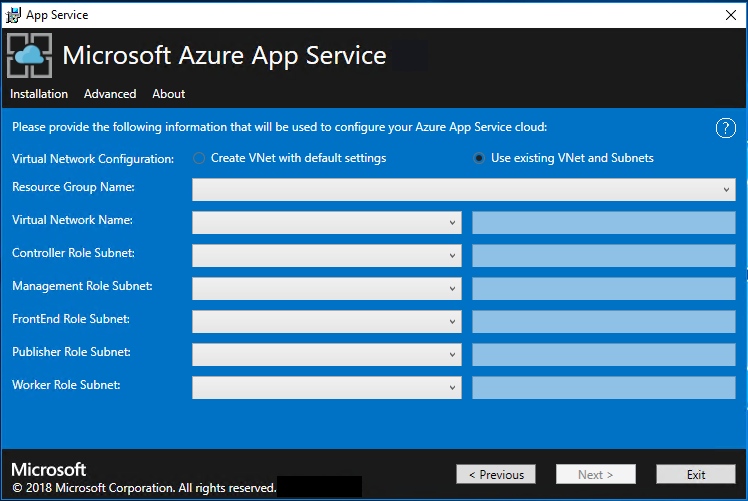 App Service
Microsoft Azure App Service
Installation Advanced About
Please provide the following information that will be used to configure your Azure App Service cloud:
?
Virtual Network Configuration: Create VNet with default settings Use existing VNet and Subnets
Resource Group Name:
Virtual Network Name:
Controller Role Subnet:
Management Role Subnet:
FrontEnd Role Subnet:
Publisher Role Subnet:
Worker Role Subnet:
Microsoft
© 2018 Microsoft Corporation. All rights reserved.
< Previous Next > Exit